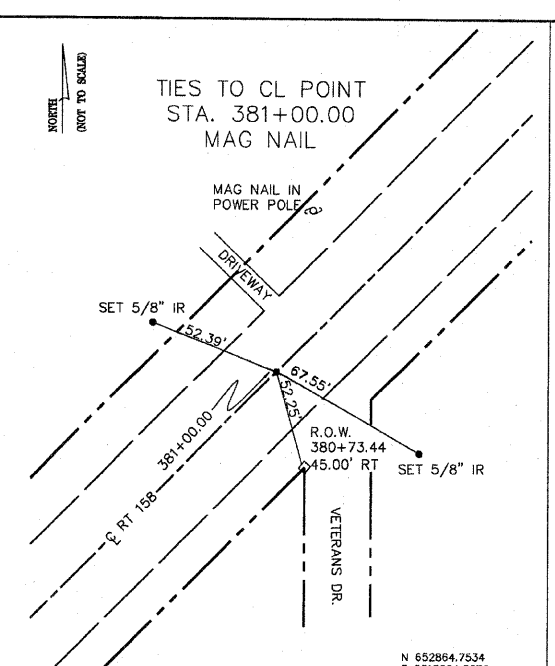 NORTH
(NOT TO SCALE)
TIES TO CL POINT
STA. 381+00.00
MAG NAIL
MAG NAIL IN
POWER POLE
DRIVEWAY
SET 5/8" IR
52.39'
67.55'
52.25'
381+00.00
R.O.W.
380+73.44
45.00' RT
SET 5/8" IR
℄ RT 158
VETERANS DR.
N 652864.7534